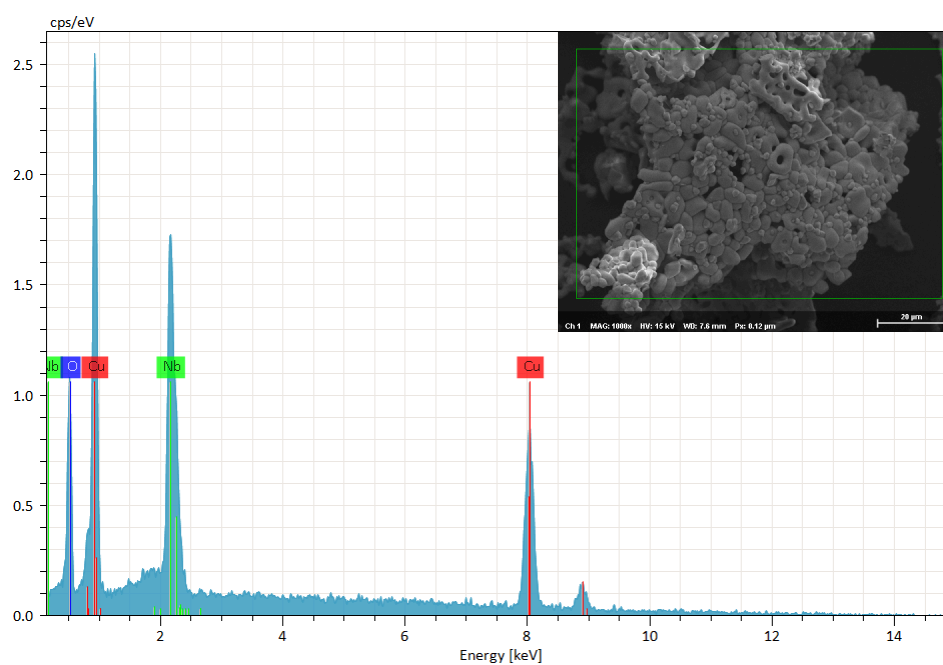 cps/eV
2.5
2.0
1.5
1.0
0.5
0.0
Nb O Cu Nb Cu
2 4 6 8 10 12 14
Energy [keV]
Ch 1 MAG: 1000x HV: 15 kV WD: 7.6 mm Px: 0.12 µm
20 µm